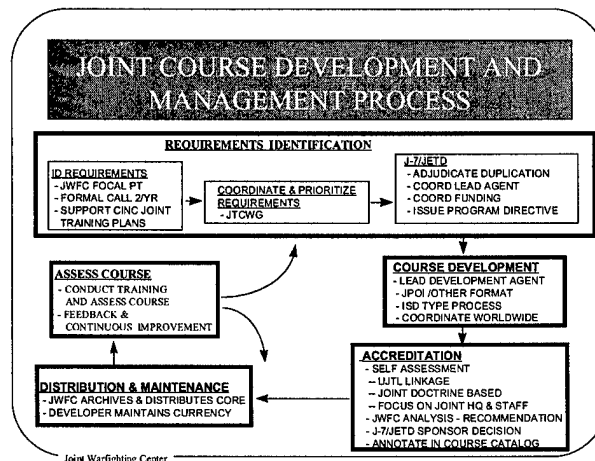 JOINT COURSE DEVELOPMENT AND
MANAGEMENT PROCESS
REQUIREMENTS IDENTIFICATION
ID REQUIREMENTS
- JWFC FOCAL PT
- FORMAL CALL 2/YR
- SUPPORT CINC JOINT
TRAINING PLANS
COORDINATE & PRIORITIZE
REQUIREMENTS
- JTCWG
J-7/JETD
- ADJUDICATE DUPLICATION
- COORD LEAD AGENT
- COORD FUNDING
- ISSUE PROGRAM DIRECTIVE
COURSE DEVELOPMENT
- LEAD DEVELOPMENT AGENT
- JPOI /OTHER FORMAT
- ISD TYPE PROCESS
- COORDINATE WORLDWIDE
ACCREDITATION
- SELF ASSESSMENT
-- UJTL LINKAGE
-- JOINT DOCTRINE BASED
-- FOCUS ON JOINT HQ & STAFF
- JWFC ANALYSIS - RECOMMENDATION
- J-7/JETD SPONSOR DECISION
- ANNOTATE IN COURSE CATALOG
DISTRIBUTION & MAINTENANCE
- JWFC ARCHIVES & DISTRIBUTES CORE
- DEVELOPER MAINTAINS CURRENCY
ASSESS COURSE
- CONDUCT TRAINING
AND ASSESS COURSE
- FEEDBACK &
CONTINUOUS IMPROVEMENT
Joint Warfighting Center